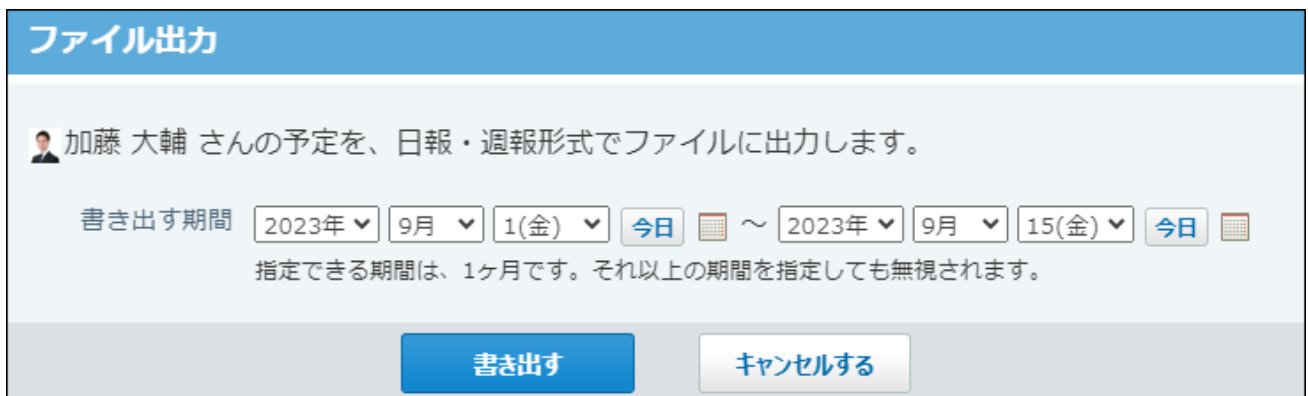 ファイル出力
加藤 大輔 さんの予定を、日報・週報形式でファイルに出力します。
書き出す期間 2023年 9月 1(金) 今日 ～ 2023年 9月 15(金) 今日
指定できる期間は、1ヶ月です。それ以上の期間を指定しても無視されます。
書き出す キャンセルする